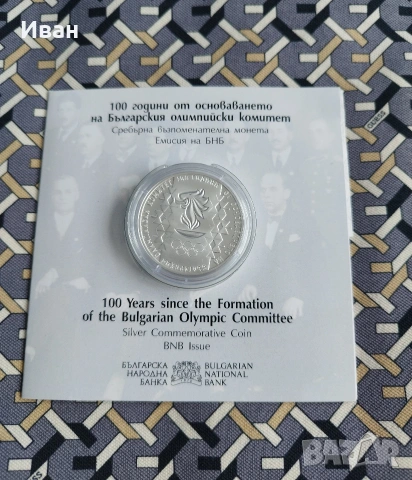 Иван
100 години от основаването
на Българския олимпийски комитет
Сребърна възпоменателна монета
Емисия на БНБ
100 Years since the Formation
of the Bulgarian Olympic Committee
Silver Commemorative Coin
BNB Issue
БЪЛГАРСКА
НАРОДНА
БАНКА
BULGARIAN
NATIONAL
BANK
BAZAR